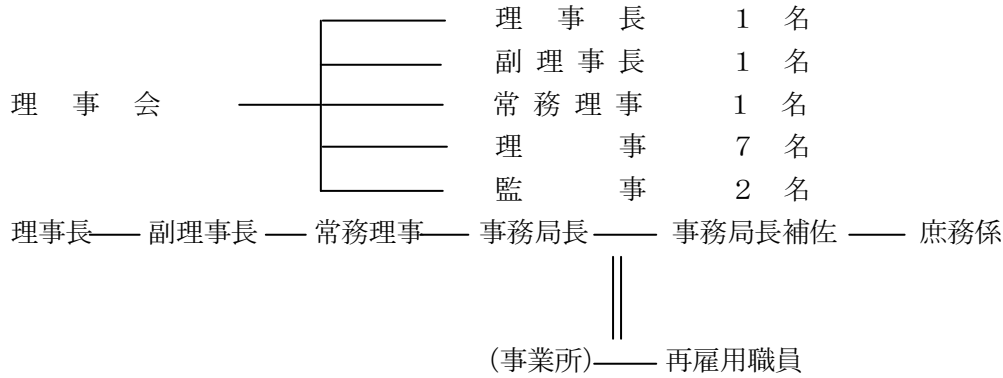 理事長 1 名
副理事長 1 名
理事会 常務理事 1 名
理事 7 名
監事 2 名
理事長 副理事長 常務理事 事務局長 事務局長補佐 庶務係
(事業所) 再雇用職員